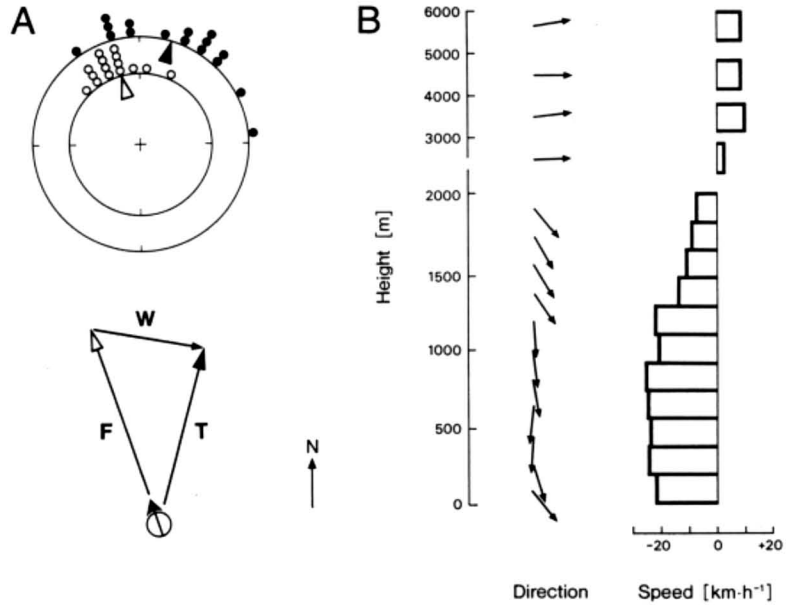 A
W
F
T
N
B
6000
5000
4000
3000
2000
1500
1000
500
0
Height [m]
Direction
-20
0
+20
Speed [km·h⁻¹]